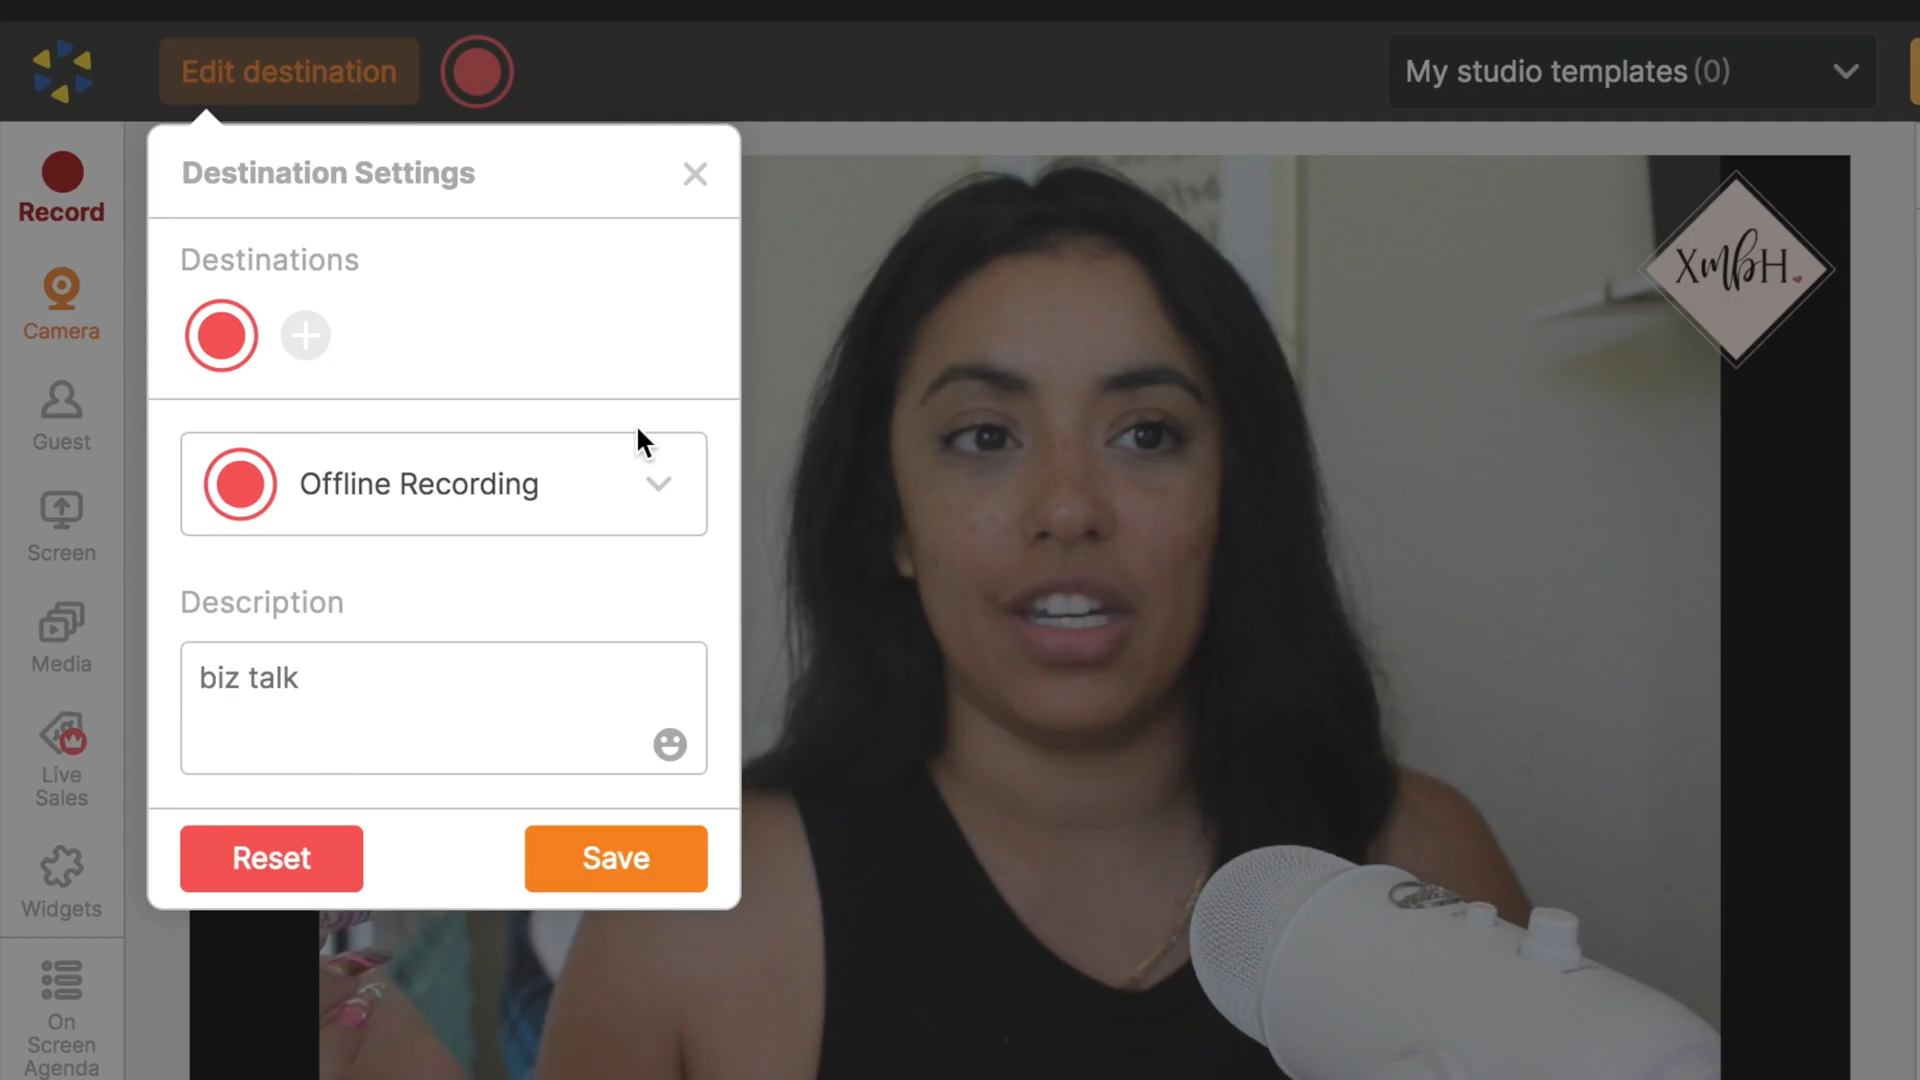 Edit destination
My studio templates (0)
Destination Settings
Destinations
Offline Recording
Description
biz talk
Reset
Save
Record
Camera
Guest
Screen
Media
Live
Sales
Widgets
On
Screen
Agenda
XmbH.